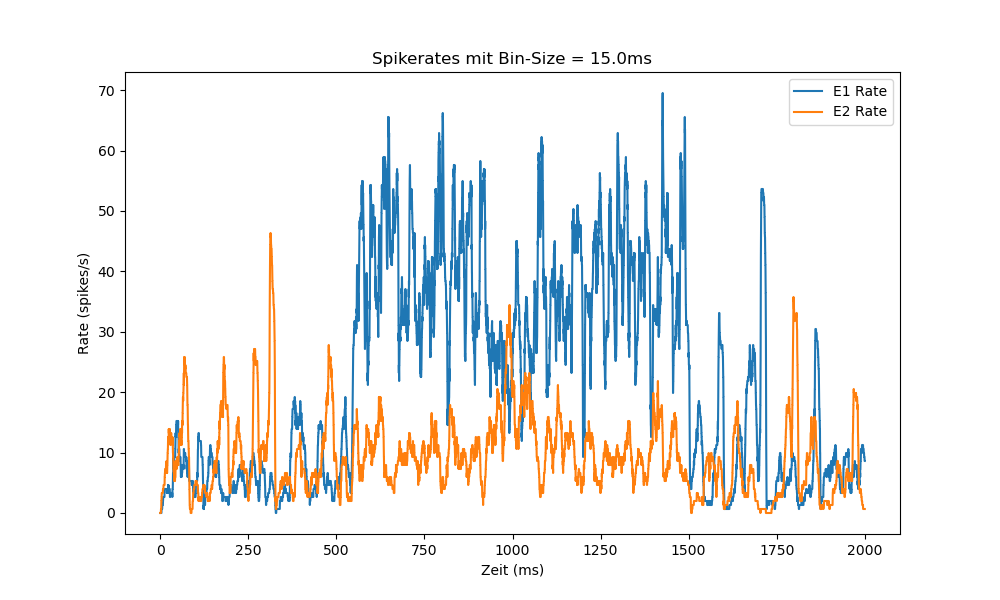 Spikerates mit Bin-Size = 15.0ms
E1 Rate
E2 Rate
70
60
50
40
30
20
10
0
Rate (spikes/s)
0 250 500 750 1000 1250 1500 1750 2000
Zeit (ms)